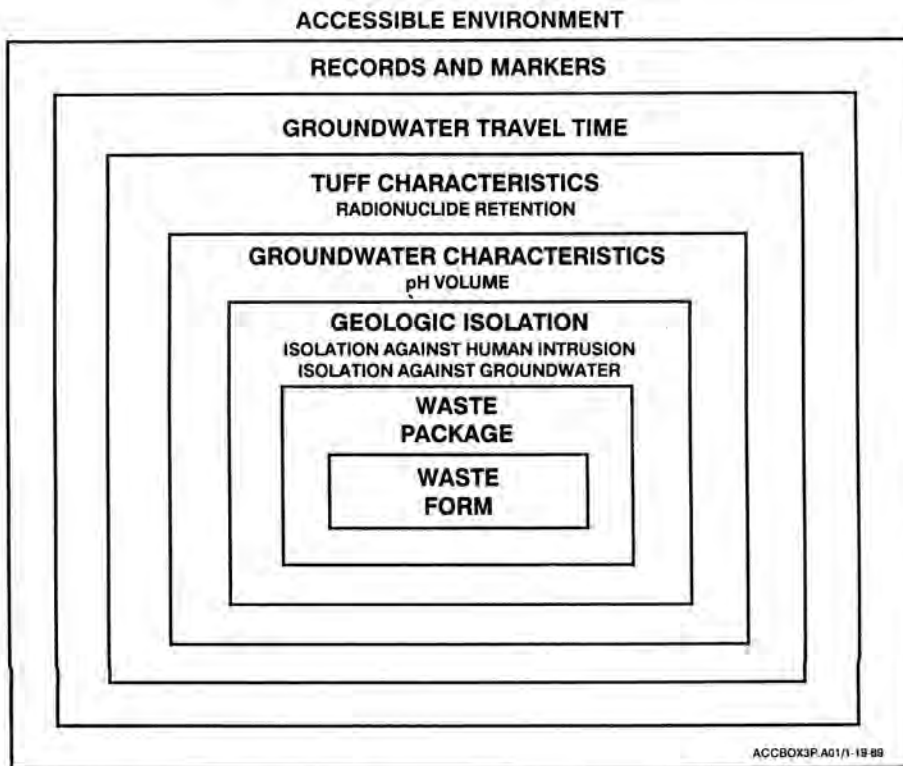 ACCESSIBLE ENVIRONMENT
RECORDS AND MARKERS
GROUNDWATER TRAVEL TIME
TUFF CHARACTERISTICS
RADIONUCLIDE RETENTION
GROUNDWATER CHARACTERISTICS
pH VOLUME
GEOLOGIC ISOLATION
ISOLATION AGAINST HUMAN INTRUSION
ISOLATION AGAINST GROUNDWATER
WASTE
PACKAGE
WASTE
FORM
ACCBOX3P.A01/1-19-89